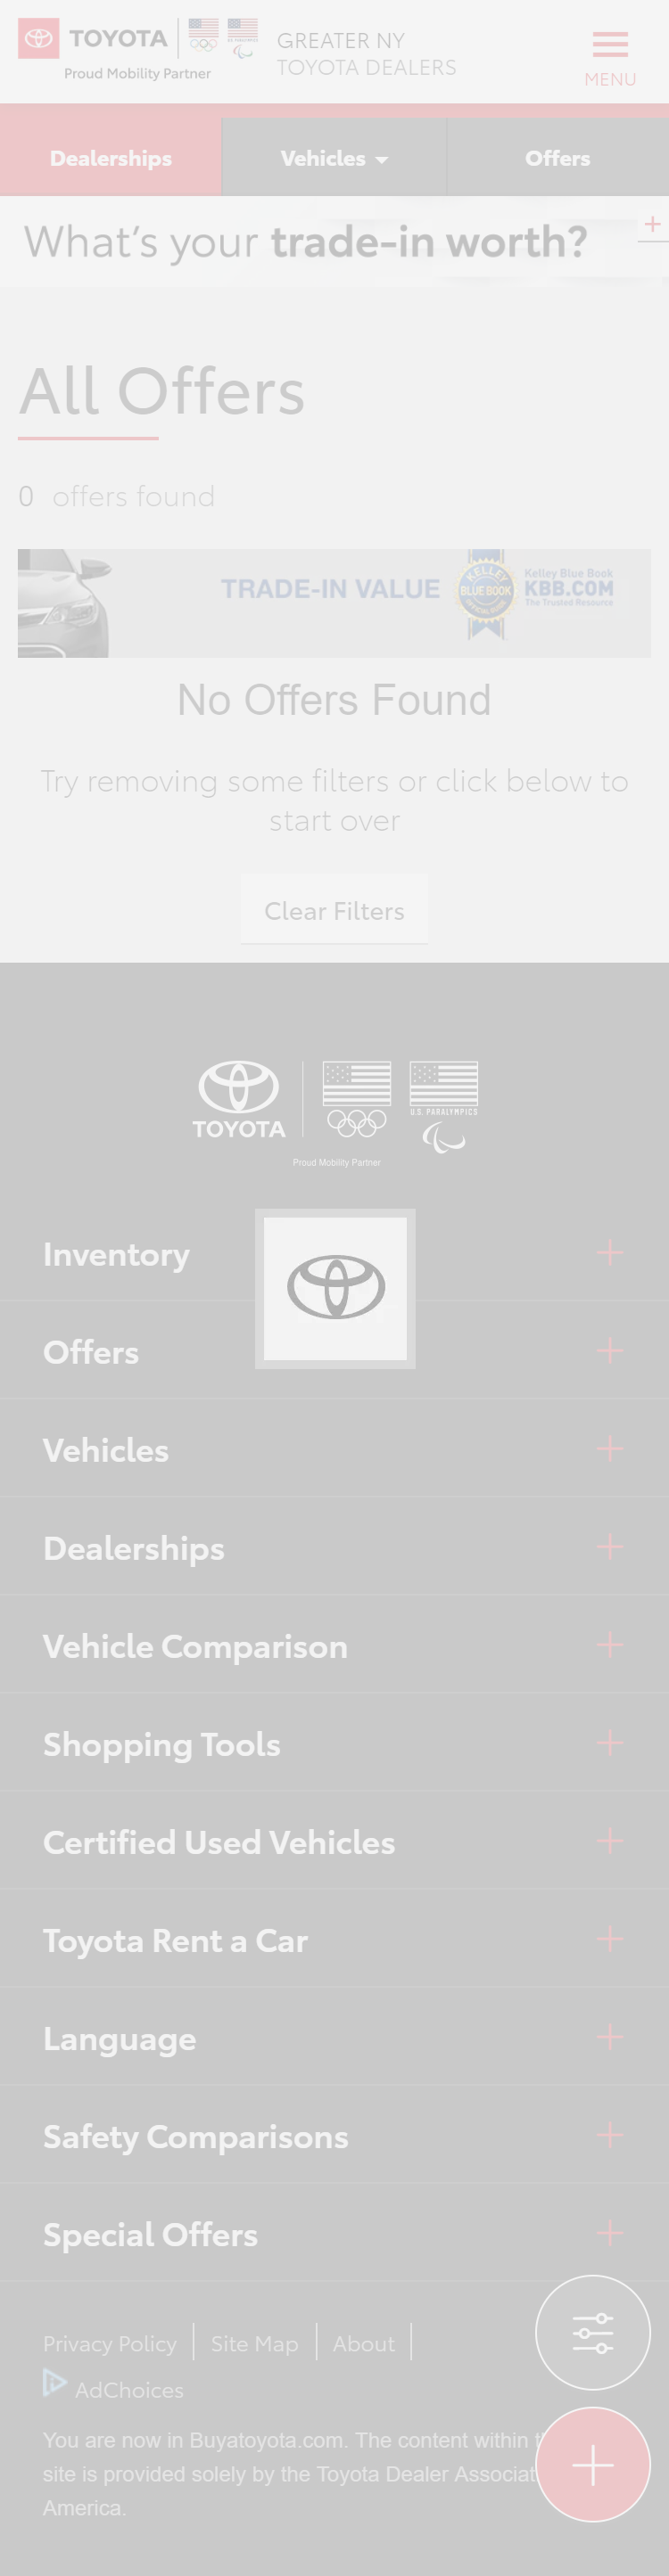 TOYOTA
Proud Mobility Partner
GREATER NY
TOYOTA DEALERS
MENU
Dealerships
Vehicles
Offers
What's your trade-in worth?
All Offers
0 offers found
TRADE-IN VALUE
KELLEY
BLUE BOOK
OFFICIAL GUIDE
Kelley Blue Book
KBB.COM
The Trusted Resource
No Offers Found
Try removing some filters or click below to
start over
Clear Filters
TOYOTA
U.S. PARALYMPICS
Proud Mobility Partner
Inventory
Offers
Vehicles
Dealerships
Vehicle Comparison
Shopping Tools
Certified Used Vehicles
Toyota Rent a Car
Language
Safety Comparisons
Special Offers
Privacy Policy
Site Map
About
AdChoices
You are now in Buyatoyota.com. The content within
site is provided solely by the Toyota Dealer Associat
America.